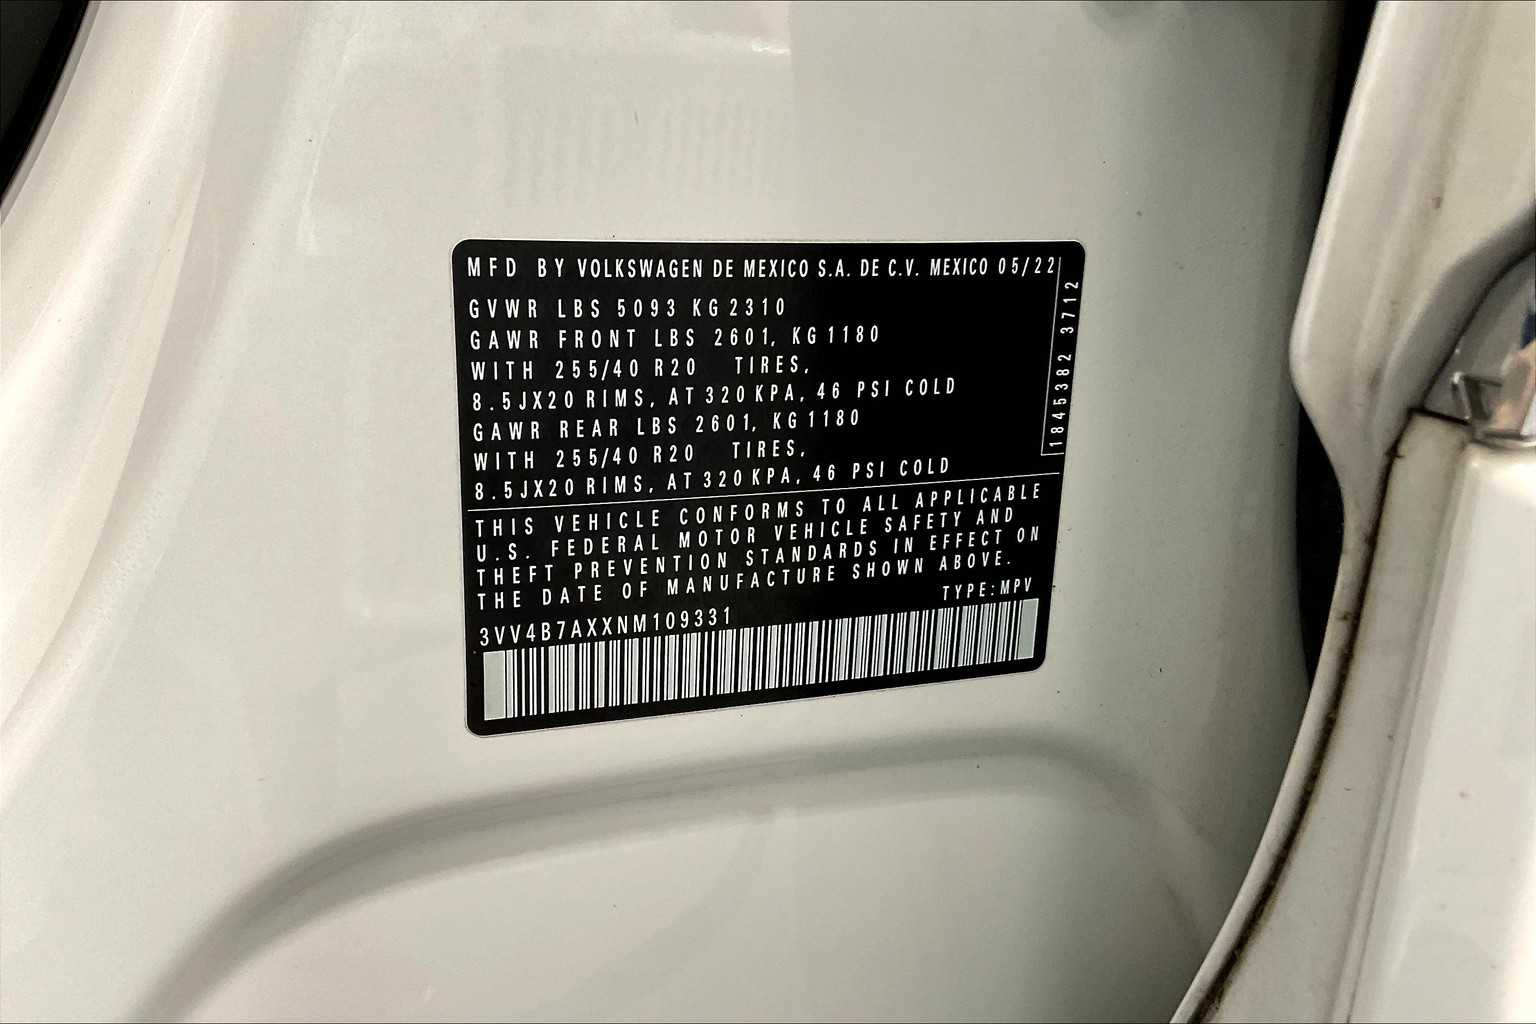 MFD BY VOLKSWAGEN DE MEXICO S.A. DE C.V. MEXICO 05/22
GVWR LBS 5093 KG 2310
GAWR FRONT LBS 2601, KG 1180
WITH 255/40 R20 TIRES,
8.5JX20 RIMS, AT 320 KPA, 46 PSI COLD
GAWR REAR LBS 2601, KG 1180
WITH 255/40 R20 TIRES,
8.5JX20 RIMS, AT 320 KPA, 46 PSI COLD
1845382 3712
THIS VEHICLE CONFORMS TO ALL APPLICABLE
U.S. FEDERAL MOTOR VEHICLE SAFETY AND
THEFT PREVENTION STANDARDS IN EFFECT ON
THE DATE OF MANUFACTURE SHOWN ABOVE.
TYPE:MPV
3VV4B7AXXNM109331